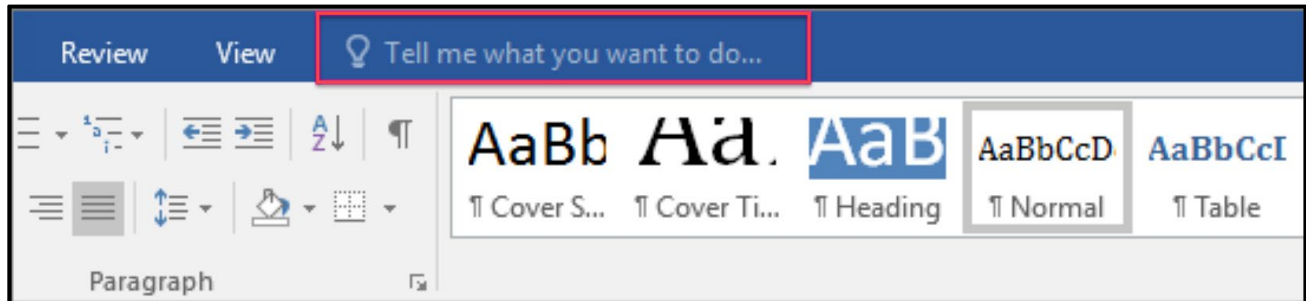 Review View Tell me what you want to do...
AaBb Aa. AaB AaBbCcD AaBbCcI
¶ Cover S... ¶ Cover Ti... ¶ Heading ¶ Normal ¶ Table
Paragraph